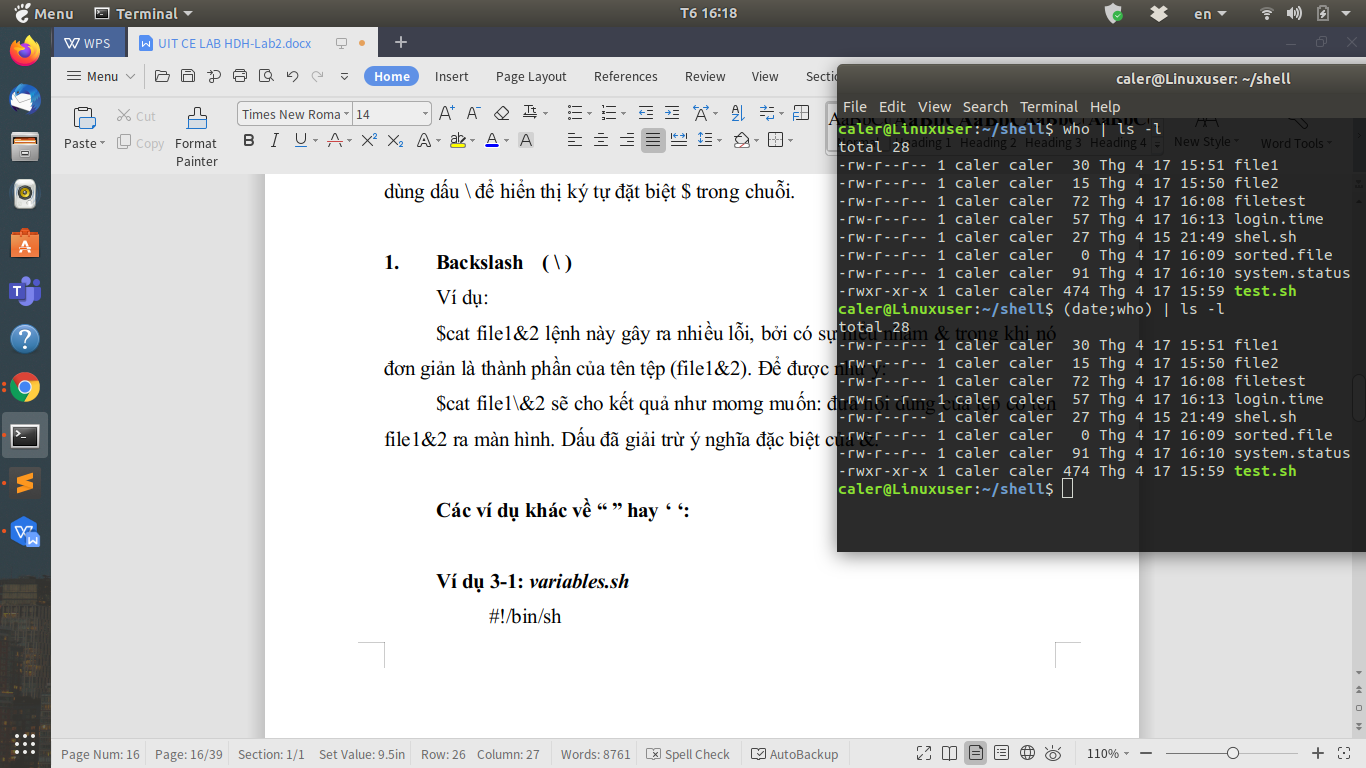 Menu Terminal T6 16:18 en
WPS UIT CE LAB HDH-Lab2.docx
Menu Home Insert Page Layout References Review View Sectio
Paste Cut Copy Format Painter Times New Roma 14 New Style Word Tools
Heading 2 Heading 3 Heading 4
dùng dấu \ để hiển thị ký tự đặt biệt $ trong chuỗi.
1. Backslash ( \ )
Ví dụ:
$cat file1&2 lệnh này gây ra nhiều lỗi, bởi có sự hiểu nhầm & trong khi nó
đơn giản là thành phần của tên tệp (file1&2). Để được như ý:
$cat file1\&2 sẽ cho kết quả như momg muốn: đưa nội dung của tệp có tên
file1&2 ra màn hình. Dấu đã giải trừ ý nghĩa đặc biệt của &.
Các ví dụ khác về “ ” hay ‘ ‘:
Ví dụ 3-1: variables.sh
#!/bin/sh
caler@Linuxuser: ~/shell
File Edit View Search Terminal Help
caler@Linuxuser:~/shell$ who | ls -l
total 28
-rw-r--r-- 1 caler caler 30 Thg 4 17 15:51 file1
-rw-r--r-- 1 caler caler 15 Thg 4 17 15:50 file2
-rw-r--r-- 1 caler caler 72 Thg 4 17 16:08 filetest
-rw-r--r-- 1 caler caler 57 Thg 4 17 16:13 login.time
-rw-r--r-- 1 caler caler 27 Thg 4 15 21:49 shel.sh
-rw-r--r-- 1 caler caler 0 Thg 4 17 16:09 sorted.file
-rw-r--r-- 1 caler caler 91 Thg 4 17 16:10 system.status
-rwxr-xr-x 1 caler caler 474 Thg 4 17 15:59 test.sh
caler@Linuxuser:~/shell$ (date;who) | ls -l
total 28
-rw-r--r-- 1 caler caler 30 Thg 4 17 15:51 file1
-rw-r--r-- 1 caler caler 15 Thg 4 17 15:50 file2
-rw-r--r-- 1 caler caler 72 Thg 4 17 16:08 filetest
-rw-r--r-- 1 caler caler 57 Thg 4 17 16:13 login.time
-rw-r--r-- 1 caler caler 27 Thg 4 15 21:49 shel.sh
-rw-r--r-- 1 caler caler 0 Thg 4 17 16:09 sorted.file
-rw-r--r-- 1 caler caler 91 Thg 4 17 16:10 system.status
-rwxr-xr-x 1 caler caler 474 Thg 4 17 15:59 test.sh
caler@Linuxuser:~/shell$
Page Num: 16 Page: 16/39 Section: 1/1 Set Value: 9.5in Row: 26 Column: 27 Words: 8761 Spell Check AutoBackup 110%